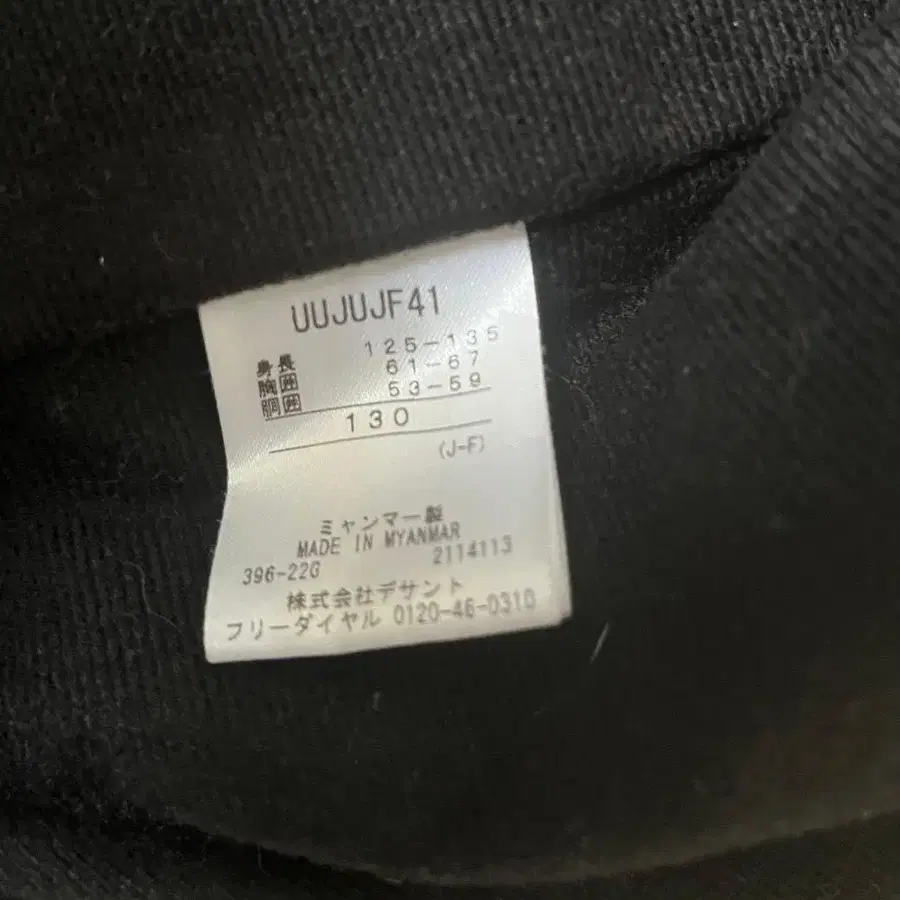 UUJUJF41
身長 125-135
胸囲 61-67
胴囲 53-59
130
(J-F)
ミャンマー製
MADE IN MYANMAR
396-22G 2114113
株式会社デサント
フリーダイヤル 0120-46-0310